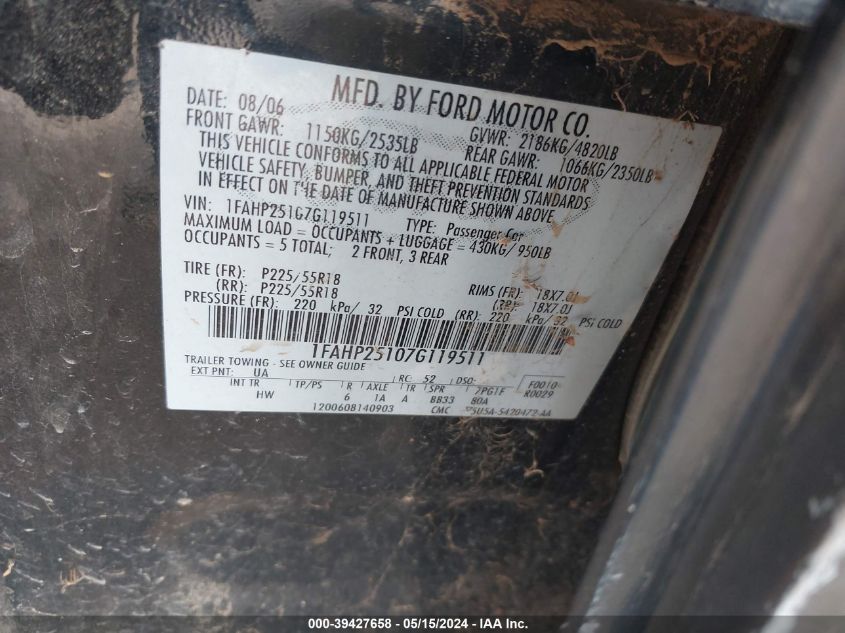 MFD. BY FORD MOTOR CO.
DATE: 08/06 GVWR: 2186KG/4820LB
FRONT GAWR: 1150KG/2535LB REAR GAWR: 1066KG/2350LB
THIS VEHICLE CONFORMS TO ALL APPLICABLE FEDERAL MOTOR
VEHICLE SAFETY, BUMPER, AND THEFT PREVENTION STANDARDS
IN EFFECT ON THE DATE OF MANUFACTURE SHOWN ABOVE
VIN: 1FAHP251G7G119511 TYPE: Passenger Car
MAXIMUM LOAD = OCCUPANTS + LUGGAGE = 430KG/ 950LB
OCCUPANTS = 5 TOTAL; 2 FRONT, 3 REAR
TIRE (FR): P225/55R18 RIMS (FR): 18X7.0J
(RR): P225/55R18 (RR): 18X7.0J
PRESSURE (FR): 220 kPa/ 32 PSI COLD (RR): 220 kPa/ 32 PSI COLD
1FAHP25107G119511
TRAILER TOWING - SEE OWNER GUIDE
EXT PNT: UA RC: 52 DSO: F0010
INT TR TP/PS R AXLE TR SPR 7PG1F R0029
HW 6 1A A BB33 80A
1200608140903 CMC 5U5A-5420472-AA
000-39427658 - 05/15/2024 - IAA Inc.